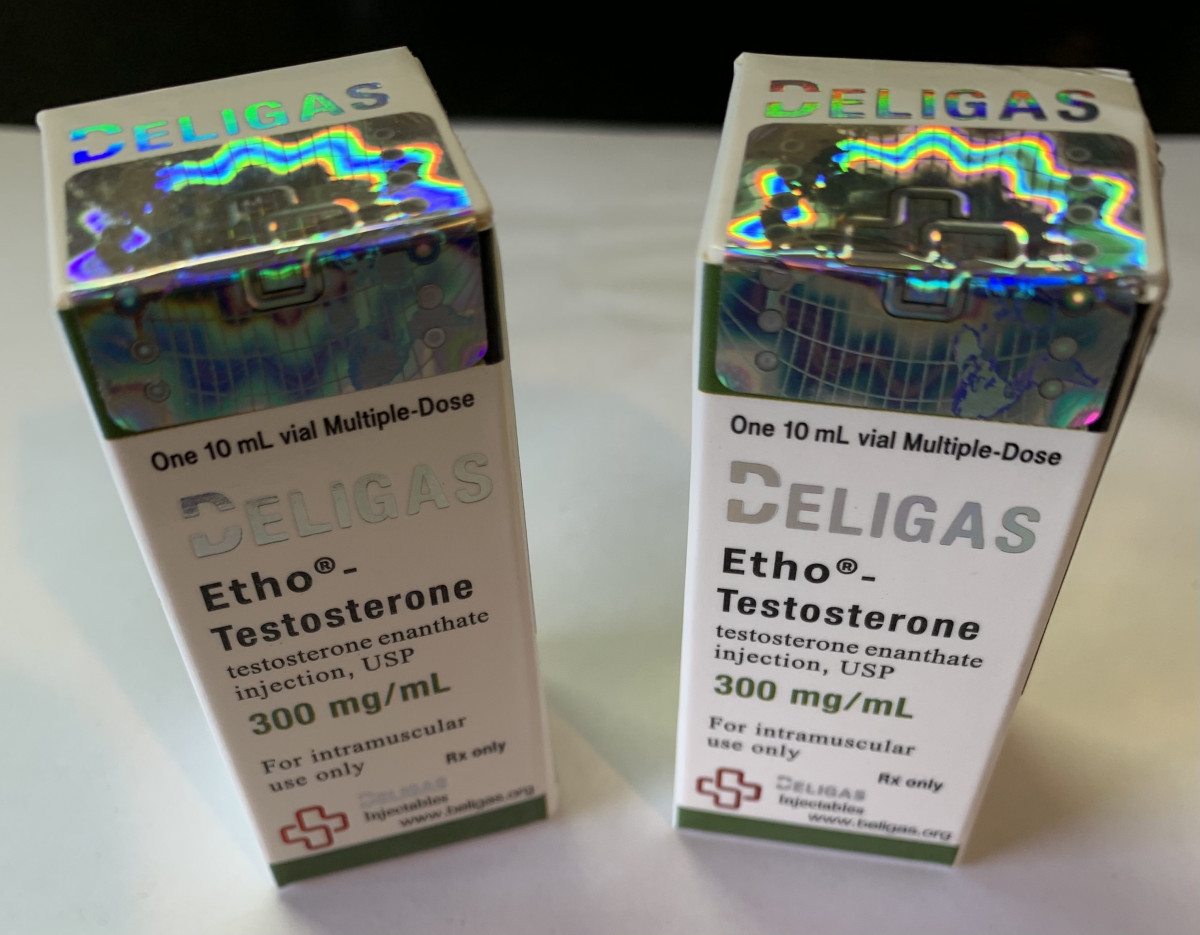 DELIGAS
One 10 mL vial Multiple-Dose
DELIGAS
Etho®-
Testosterone
testosterone enanthate
injection, USP
300 mg/mL
For intramuscular
use only
Rx only
DELIGAS
Injectables
www.beligas.org
DELIGAS
One 10 mL vial Multiple-Dose
DELIGAS
Etho®-
Testosterone
testosterone enanthate
injection, USP
300 mg/mL
For intramuscular
use only
Rx only
DELIGAS
Injectables
www.beligas.org